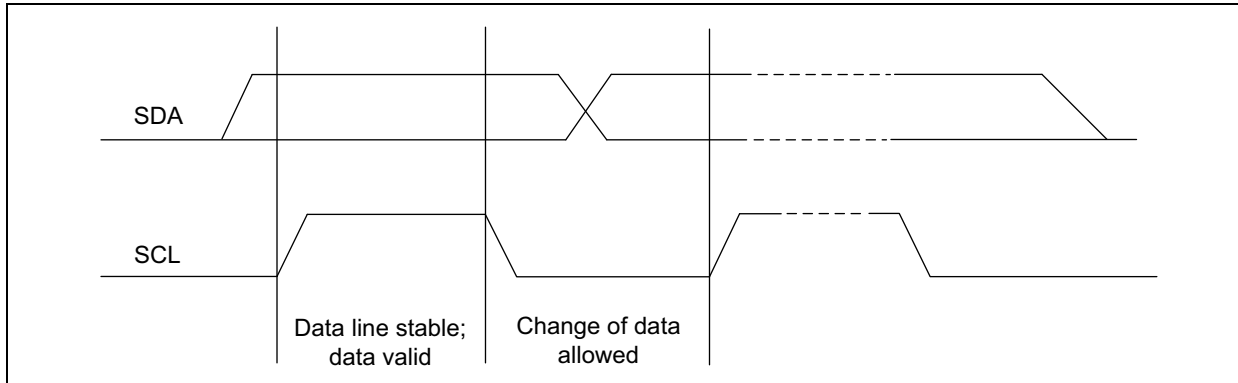 SDA
SCL
Data line stable;
data valid
Change of data
allowed